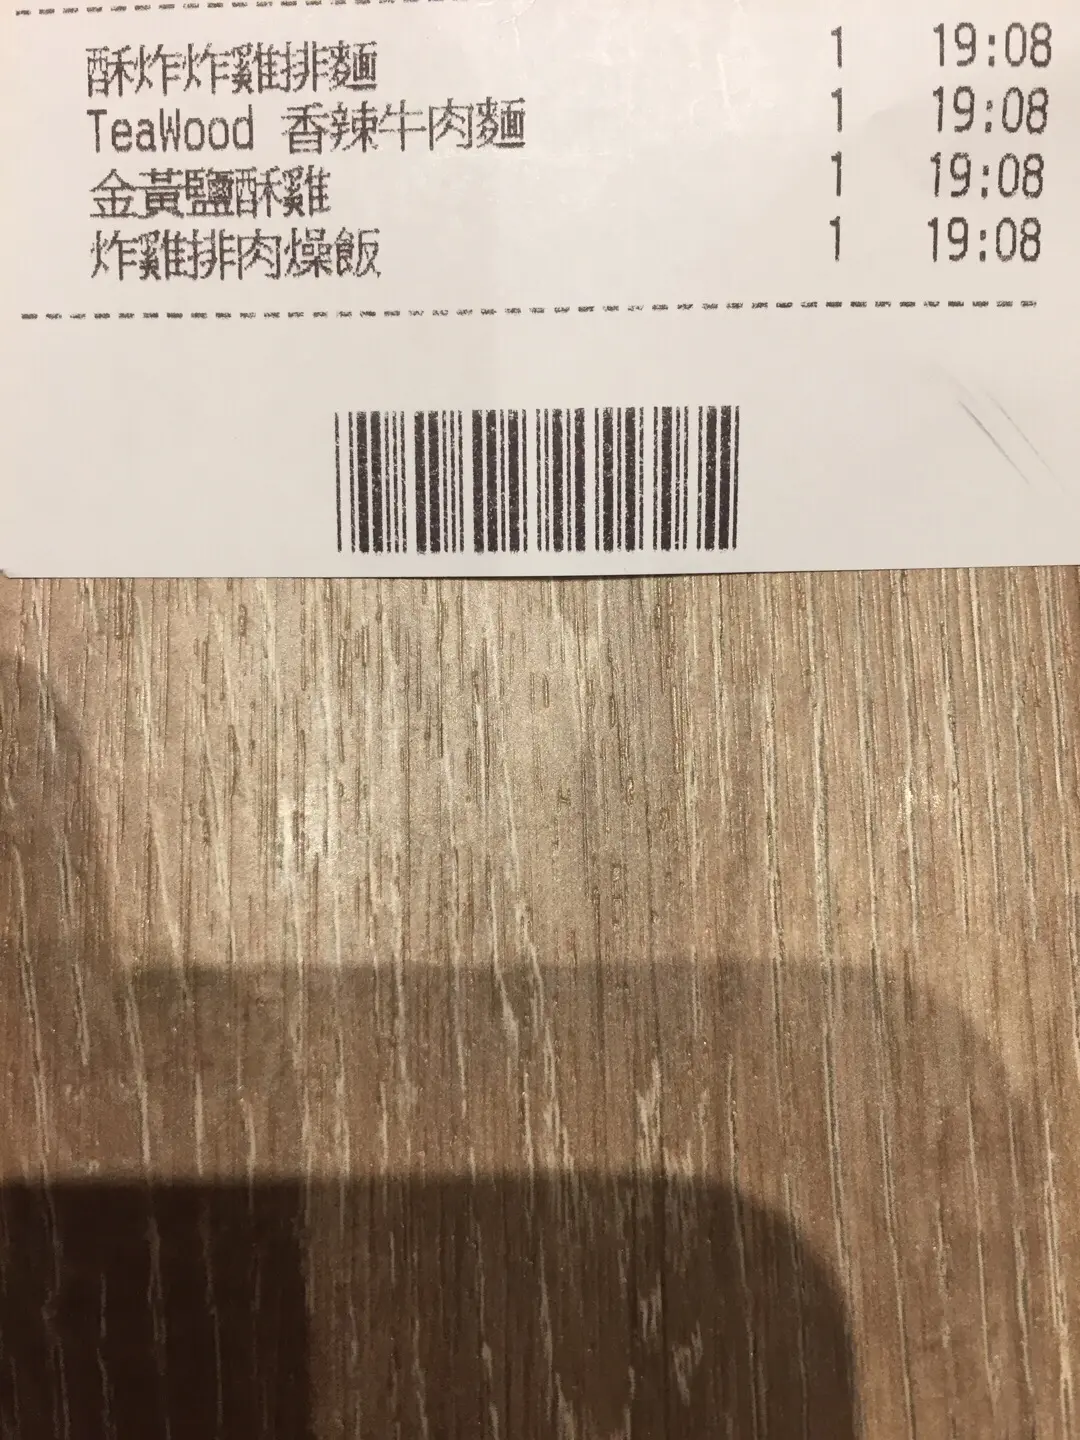 酥炸炸雞排麵 1 19:08
TeaWood 香辣牛肉麵 1 19:08
金黃鹽酥雞 1 19:08
炸雞排肉燥飯 1 19:08